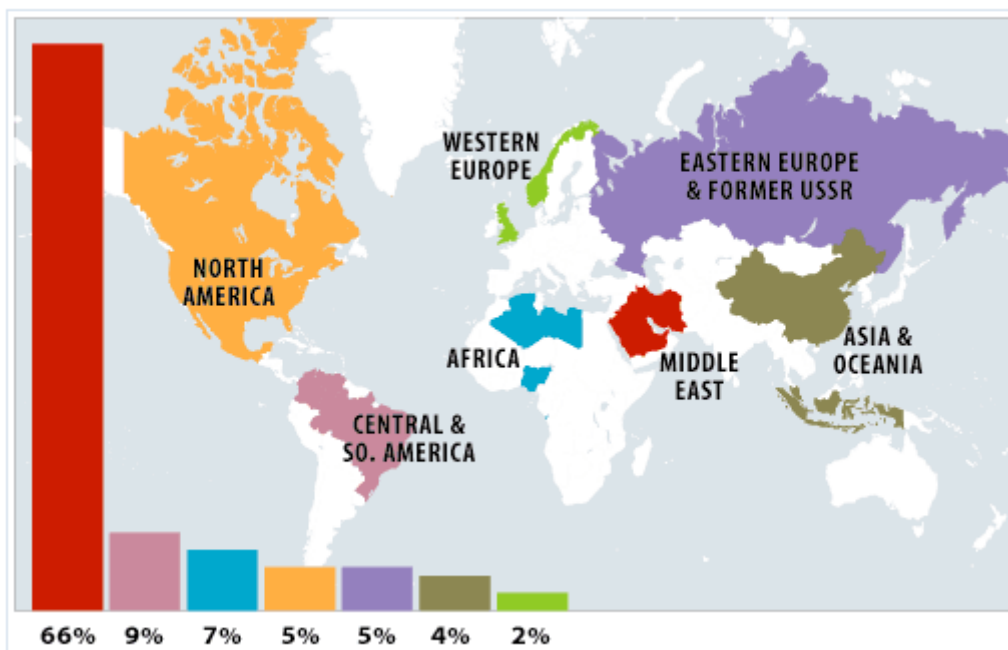 WESTERN
EUROPE
EASTERN EUROPE
& FORMER USSR
NORTH
AMERICA
AFRICA
MIDDLE
EAST
ASIA &
OCEANIA
CENTRAL &
SO. AMERICA
66% 9% 7% 5% 5% 4% 2%